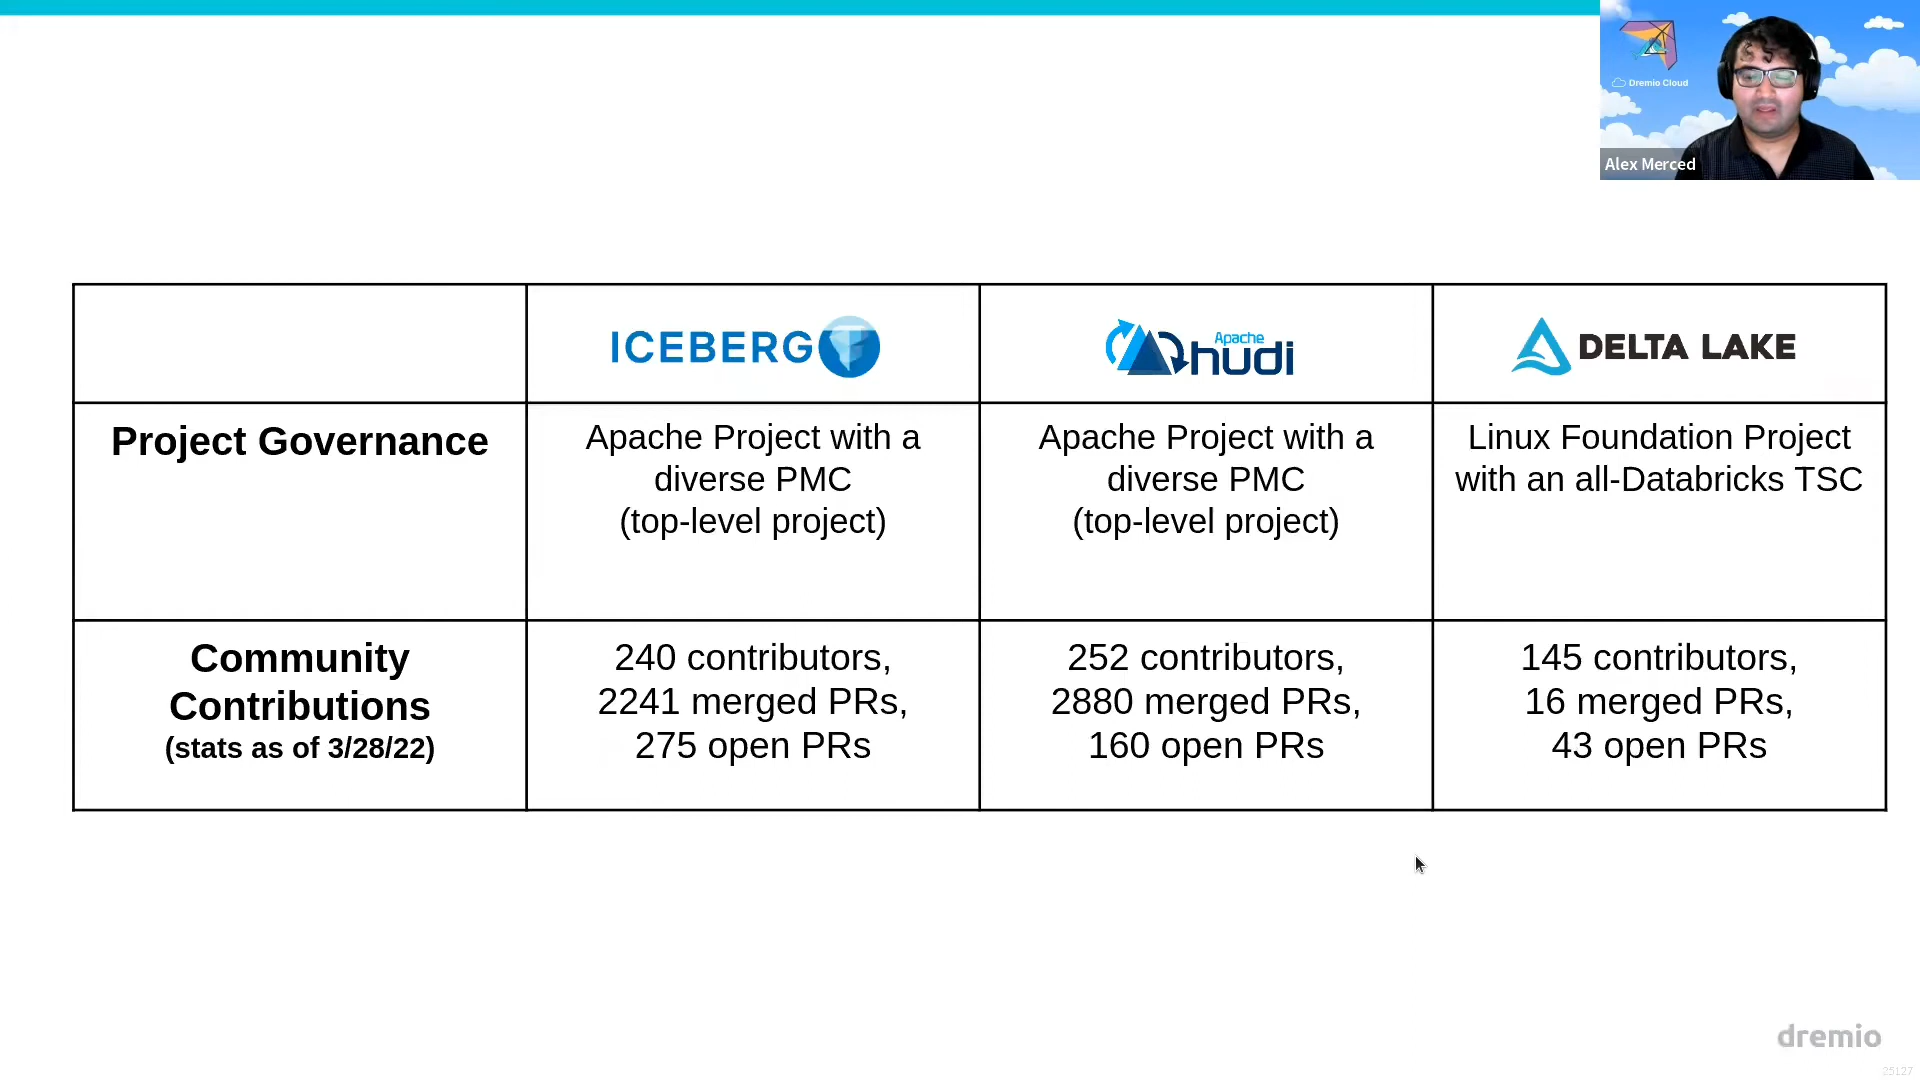 Dremio Cloud
Alex Merced
ICEBERG
Apache
hudi
DELTA LAKE
Project Governance
Apache Project with a
diverse PMC
(top-level project)
Apache Project with a
diverse PMC
(top-level project)
Linux Foundation Project
with an all-Databricks TSC
Community
Contributions
(stats as of 3/28/22)
240 contributors,
2241 merged PRs,
275 open PRs
252 contributors,
2880 merged PRs,
160 open PRs
145 contributors,
16 merged PRs,
43 open PRs
dremio
25127